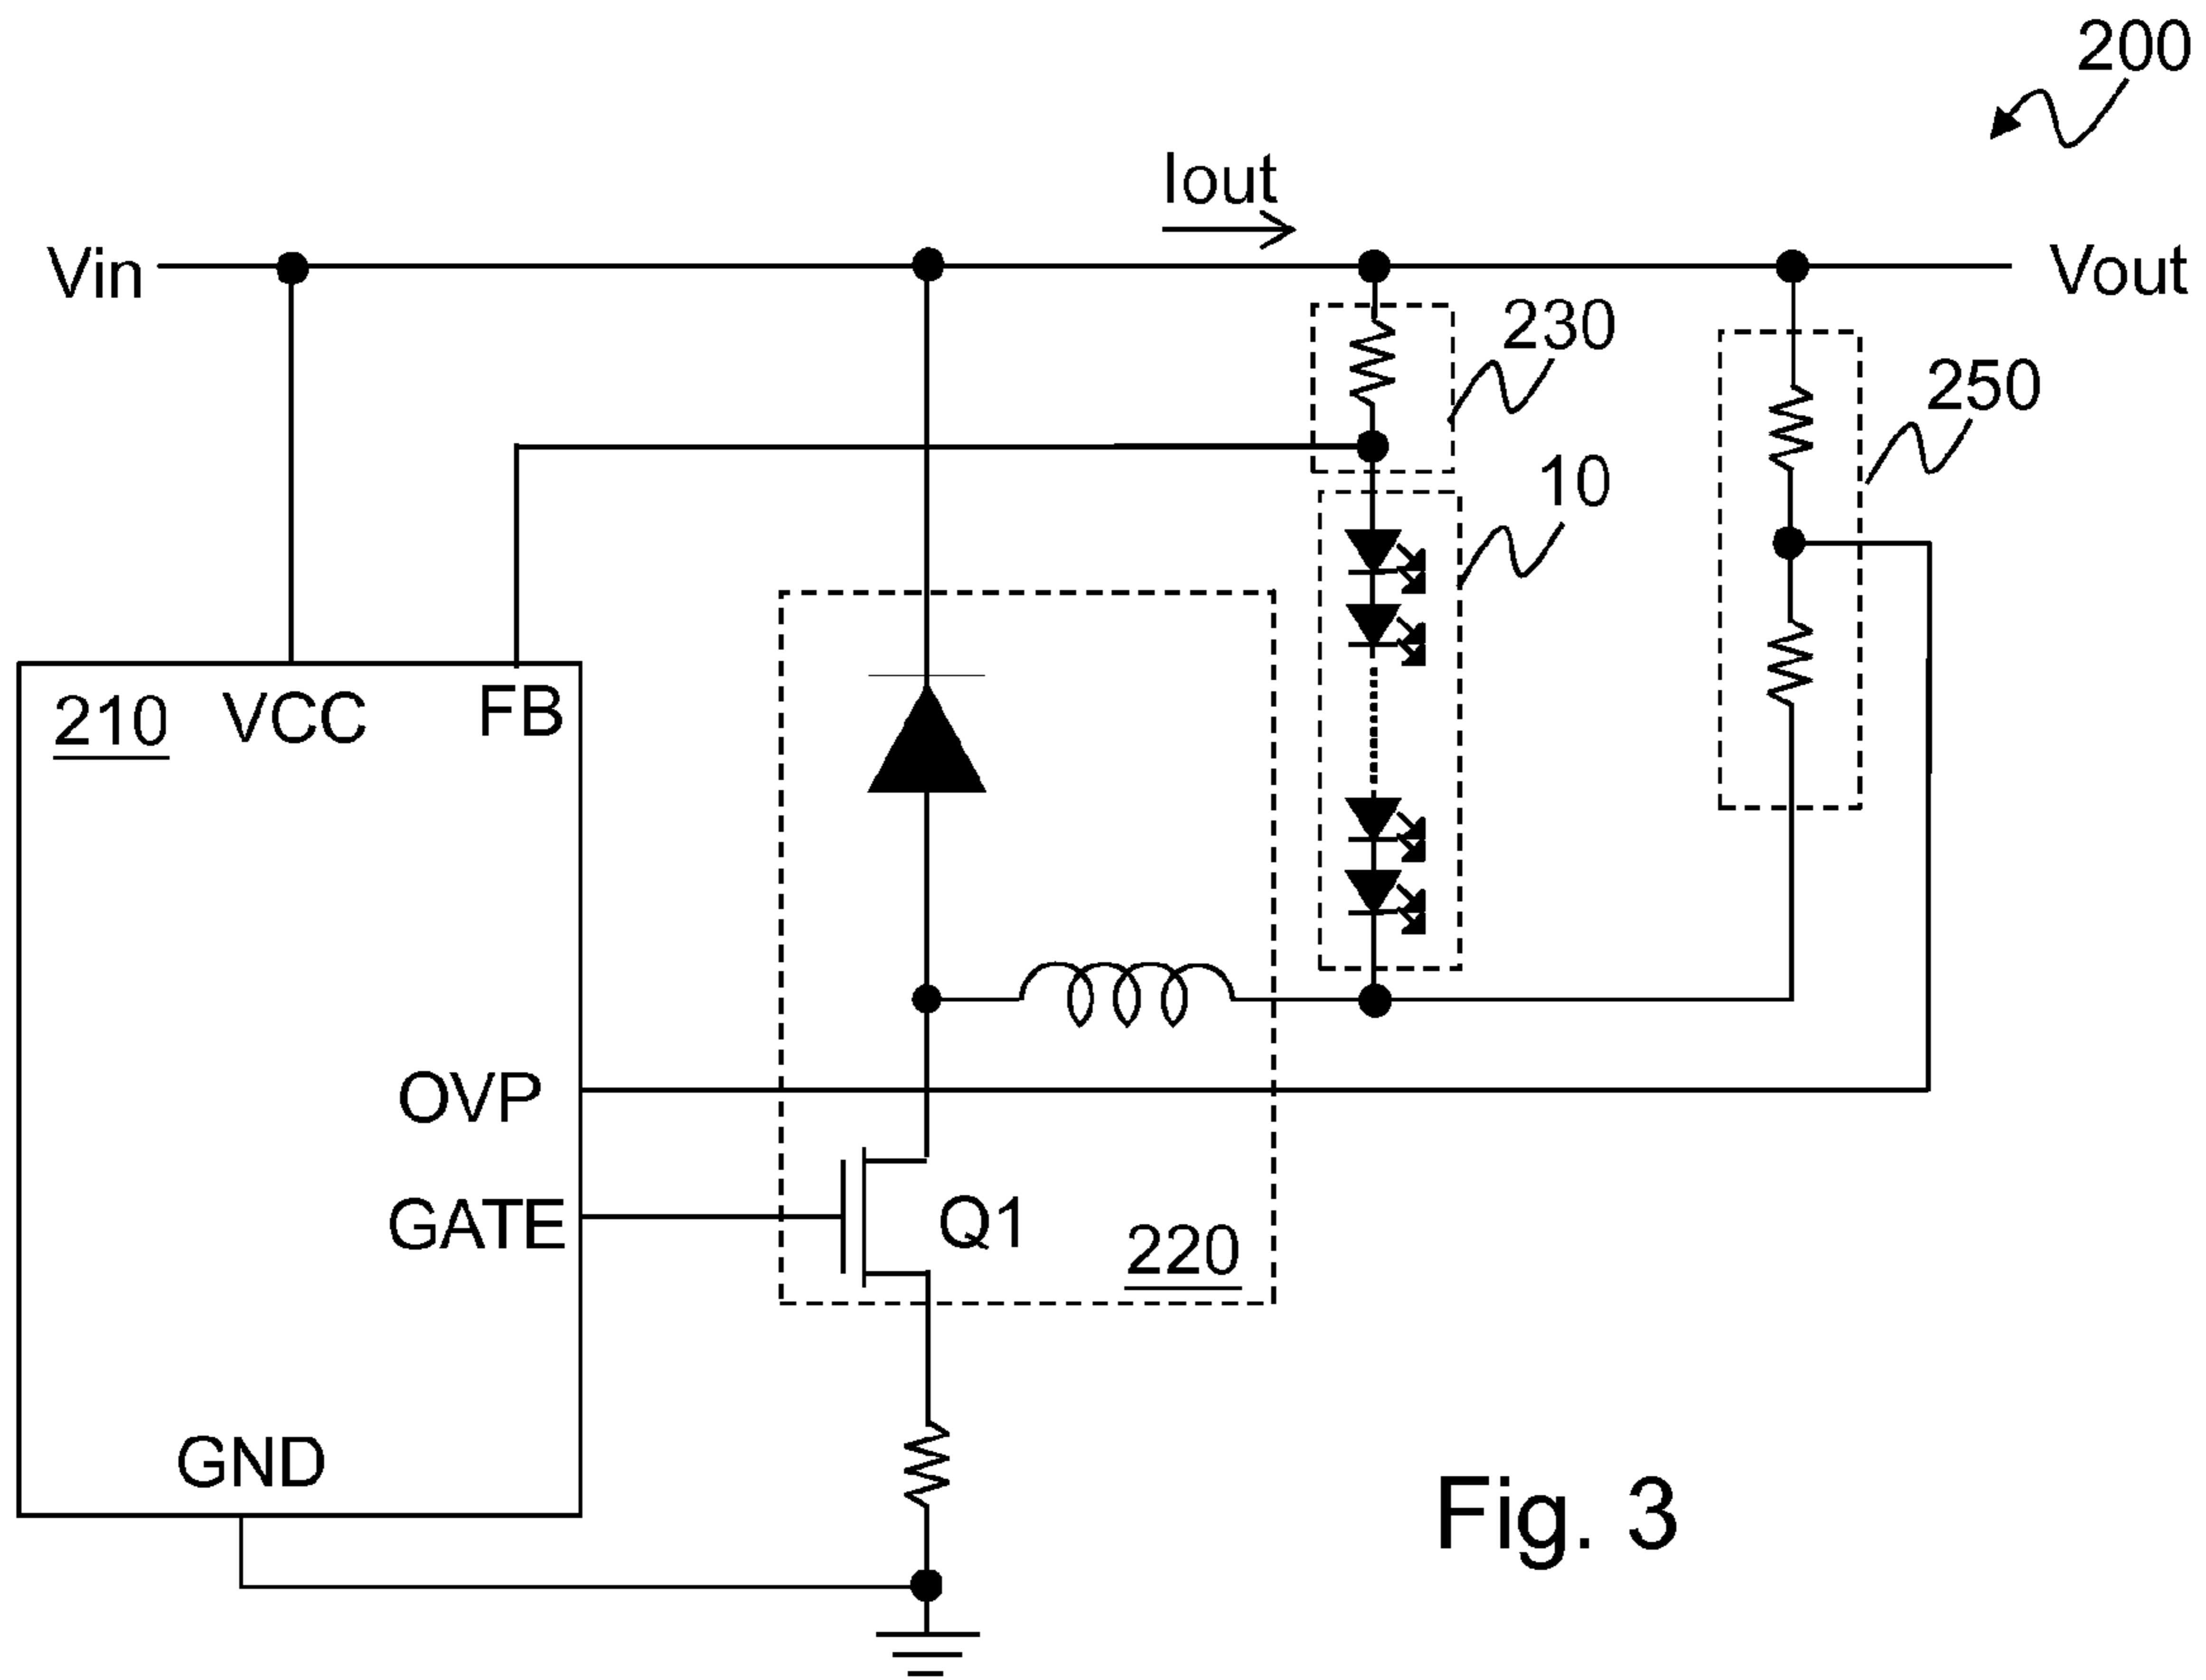 200
Iout
Vin
Vout
230
250
10
210
VCC
FB
OVP
GATE
Q1
220
GND
Fig. 3